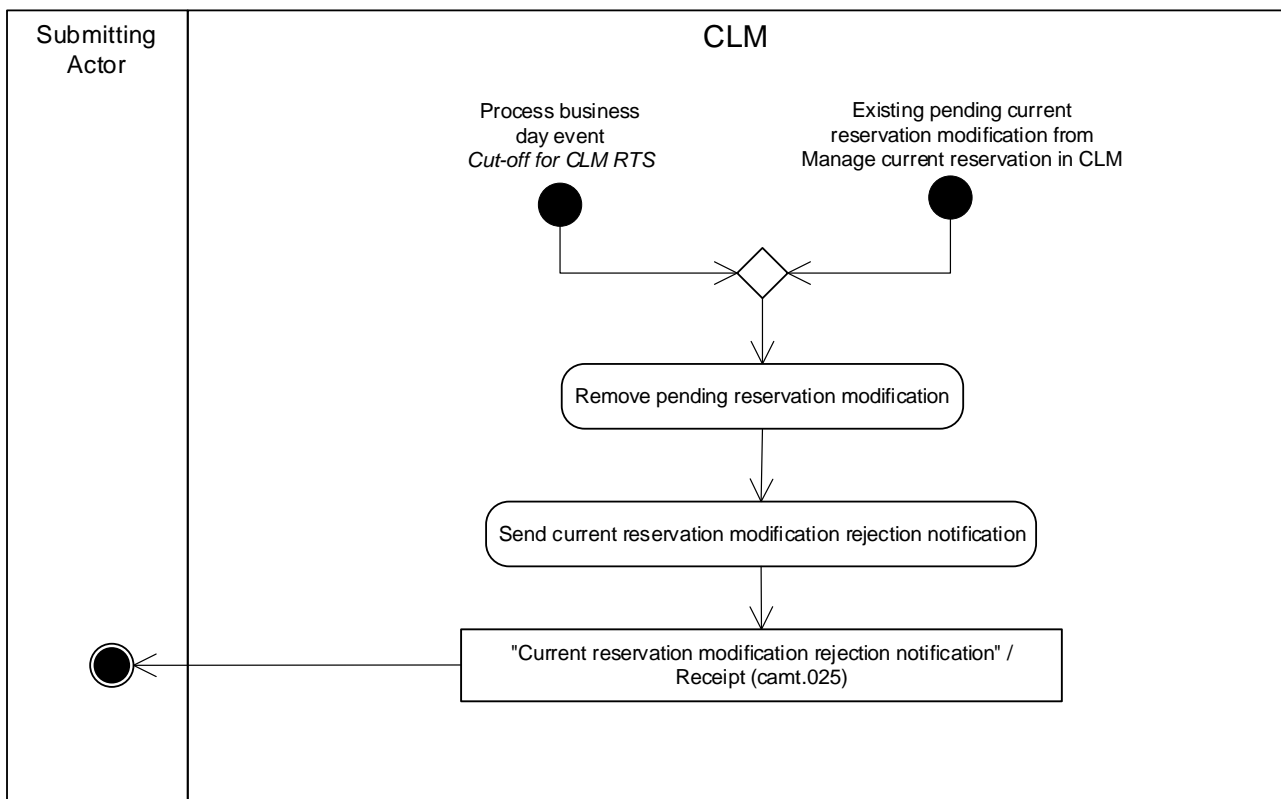 Submitting
Actor
CLM
Process business
day event
Cut-off for CLM RTS
Existing pending current
reservation modification from
Manage current reservation in CLM
Remove pending reservation modification
Send current reservation modification rejection notification
"Current reservation modification rejection notification" /
Receipt (camt.025)